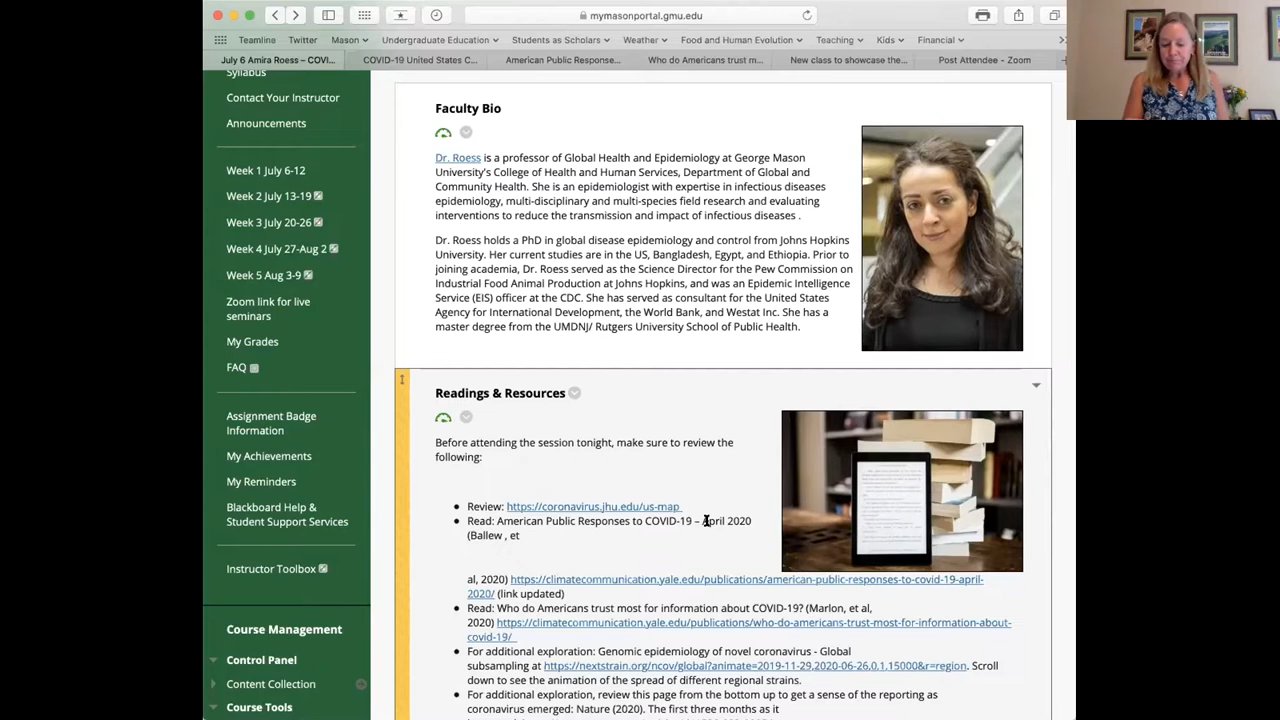 mymasonportal.gmu.edu
Teamline Twitter Mason Undergraduate Education Students as Scholars Weather Food and Human Evolution Teaching Kids Financial
July 6 Amira Roess – COVI... COVID-19 United States C... American Public Response... Who do Americans trust m... New class to showcase the... Post Attendee - Zoom
Syllabus
Contact Your Instructor
Announcements
Week 1 July 6-12
Week 2 July 13-19
Week 3 July 20-26
Week 4 July 27-Aug 2
Week 5 Aug 3-9
Zoom link for live
seminars
My Grades
FAQ
Assignment Badge
Information
My Achievements
My Reminders
Blackboard Help &
Student Support Services
Instructor Toolbox
Course Management
Control Panel
Content Collection
Course Tools
Faculty Bio
Dr. Roess is a professor of Global Health and Epidemiology at George Mason
University's College of Health and Human Services, Department of Global and
Community Health. She is an epidemiologist with expertise in infectious diseases
epidemiology, multi-disciplinary and multi-species field research and evaluating
interventions to reduce the transmission and impact of infectious diseases .
Dr. Roess holds a PhD in global disease epidemiology and control from Johns Hopkins
University. Her current studies are in the US, Bangladesh, Egypt, and Ethiopia. Prior to
joining academia, Dr. Roess served as the Science Director for the Pew Commission on
Industrial Food Animal Production at Johns Hopkins, and was an Epidemic Intelligence
Service (EIS) officer at the CDC. She has served as consultant for the United States
Agency for International Development, the World Bank, and Westat Inc. She has a
master degree from the UMDNJ/ Rutgers University School of Public Health.
Readings & Resources
Before attending the session tonight, make sure to review the
following:
Review: https://coronavirus.jhu.edu/us-map
Read: American Public Responses to COVID-19 – April 2020
(Ballew , et
al, 2020) https://climatecommunication.yale.edu/publications/american-public-responses-to-covid-19-april-
2020/ (link updated)
Read: Who do Americans trust most for information about COVID-19? (Marlon, et al,
2020) https://climatecommunication.yale.edu/publications/who-do-americans-trust-most-for-information-about-
covid-19/
For additional exploration: Genomic epidemiology of novel coronavirus - Global
subsampling at https://nextstrain.org/ncov/global?animate=2019-11-29,2020-06-26,0,1,15000&r=region. Scroll
down to see the animation of the spread of different regional strains.
For additional exploration, review this page from the bottom up to get a sense of the reporting as
coronavirus emerged: Nature (2020). The first three months as it